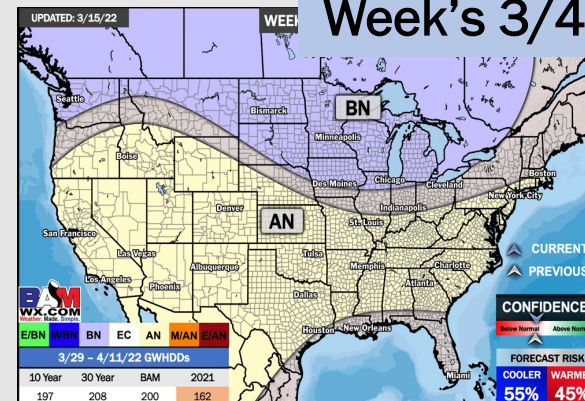 Week's 3/4
UPDATED: 3/15/22
WEEK
Seattle
Bismarck
BN
Minneapolis
Boise
Boston
Des Moines
Chicago
Cleveland
New York City
Indianapolis
Denver
AN
St. Louis
San Francisco
CURRENT
Las Vegas
Tulsa
Albuquerque
Memphis
Charlotte
PREVIOUS
Los Angeles
Phoenix
Atlanta
Dallas
BAM
WX.COM
Weather. Made. Simple.
CONFIDENCE
Below Normal Above Norm
Houston
New Orleans
E/BN M/BN BN EC AN M/AN E/AN
3/29 – 4/11/22 GWHDDs
FORECAST RISK
Miami
10 Year 30 Year BAM 2021
COOLER WARME
197 208 200 162
55% 45%